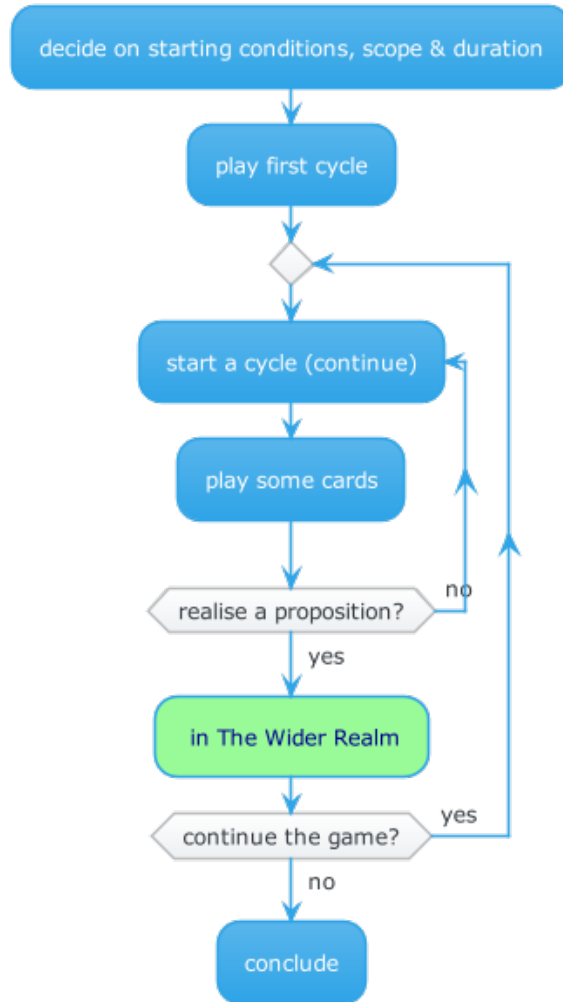 decide on starting conditions, scope & duration
play first cycle
start a cycle (continue)
play some cards
realise a proposition?
no
yes
in The Wider Realm
continue the game?
yes
no
conclude